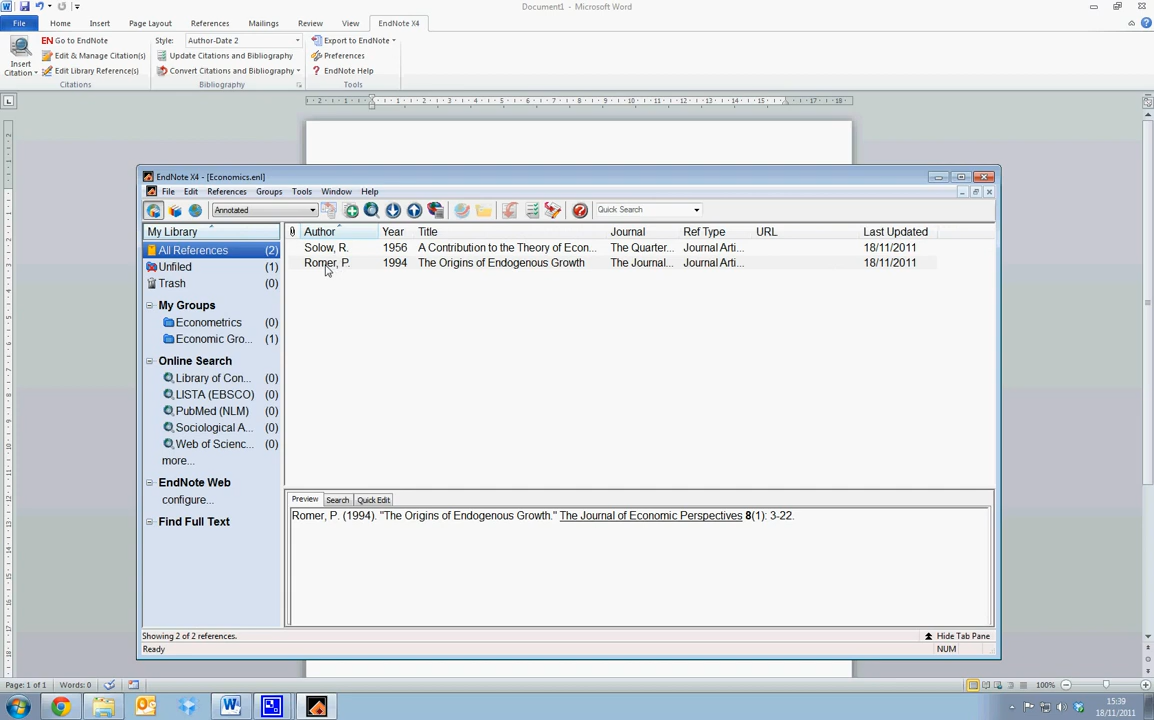 Document1 - Microsoft Word
File Home Insert Page Layout References Mailings Review View EndNote X4
EN Go to EndNote Style: Author-Date 2 Export to EndNote
Edit & Manage Citation(s) Update Citations and Bibliography Preferences
Insert Citation Edit Library Reference(s) Convert Citations and Bibliography EndNote Help
Citations Bibliography Tools
EndNote X4 - [Economics.enl]
File Edit References Groups Tools Window Help
Annotated Quick Search
My Library Author Year Title Journal Ref Type URL Last Updated
All References (2) Solow, R. 1956 A Contribution to the Theory of Econ... The Quarter... Journal Arti... 18/11/2011
Unfiled (1) Romer, P. 1994 The Origins of Endogenous Growth The Journal... Journal Arti... 18/11/2011
Trash (0)
My Groups
Econometrics (0)
Economic Gro... (1)
Online Search
Library of Con... (0)
LISTA (EBSCO) (0)
PubMed (NLM) (0)
Sociological A... (0)
Web of Scienc... (0)
more...
EndNote Web
configure...
Find Full Text
Preview Search Quick Edit
Romer, P. (1994). "The Origins of Endogenous Growth." The Journal of Economic Perspectives 8(1): 3-22.
Showing 2 of 2 references. Hide Tab Pane
Ready NUM
Page: 1 of 1 Words: 0 100%
15:39
18/11/2011